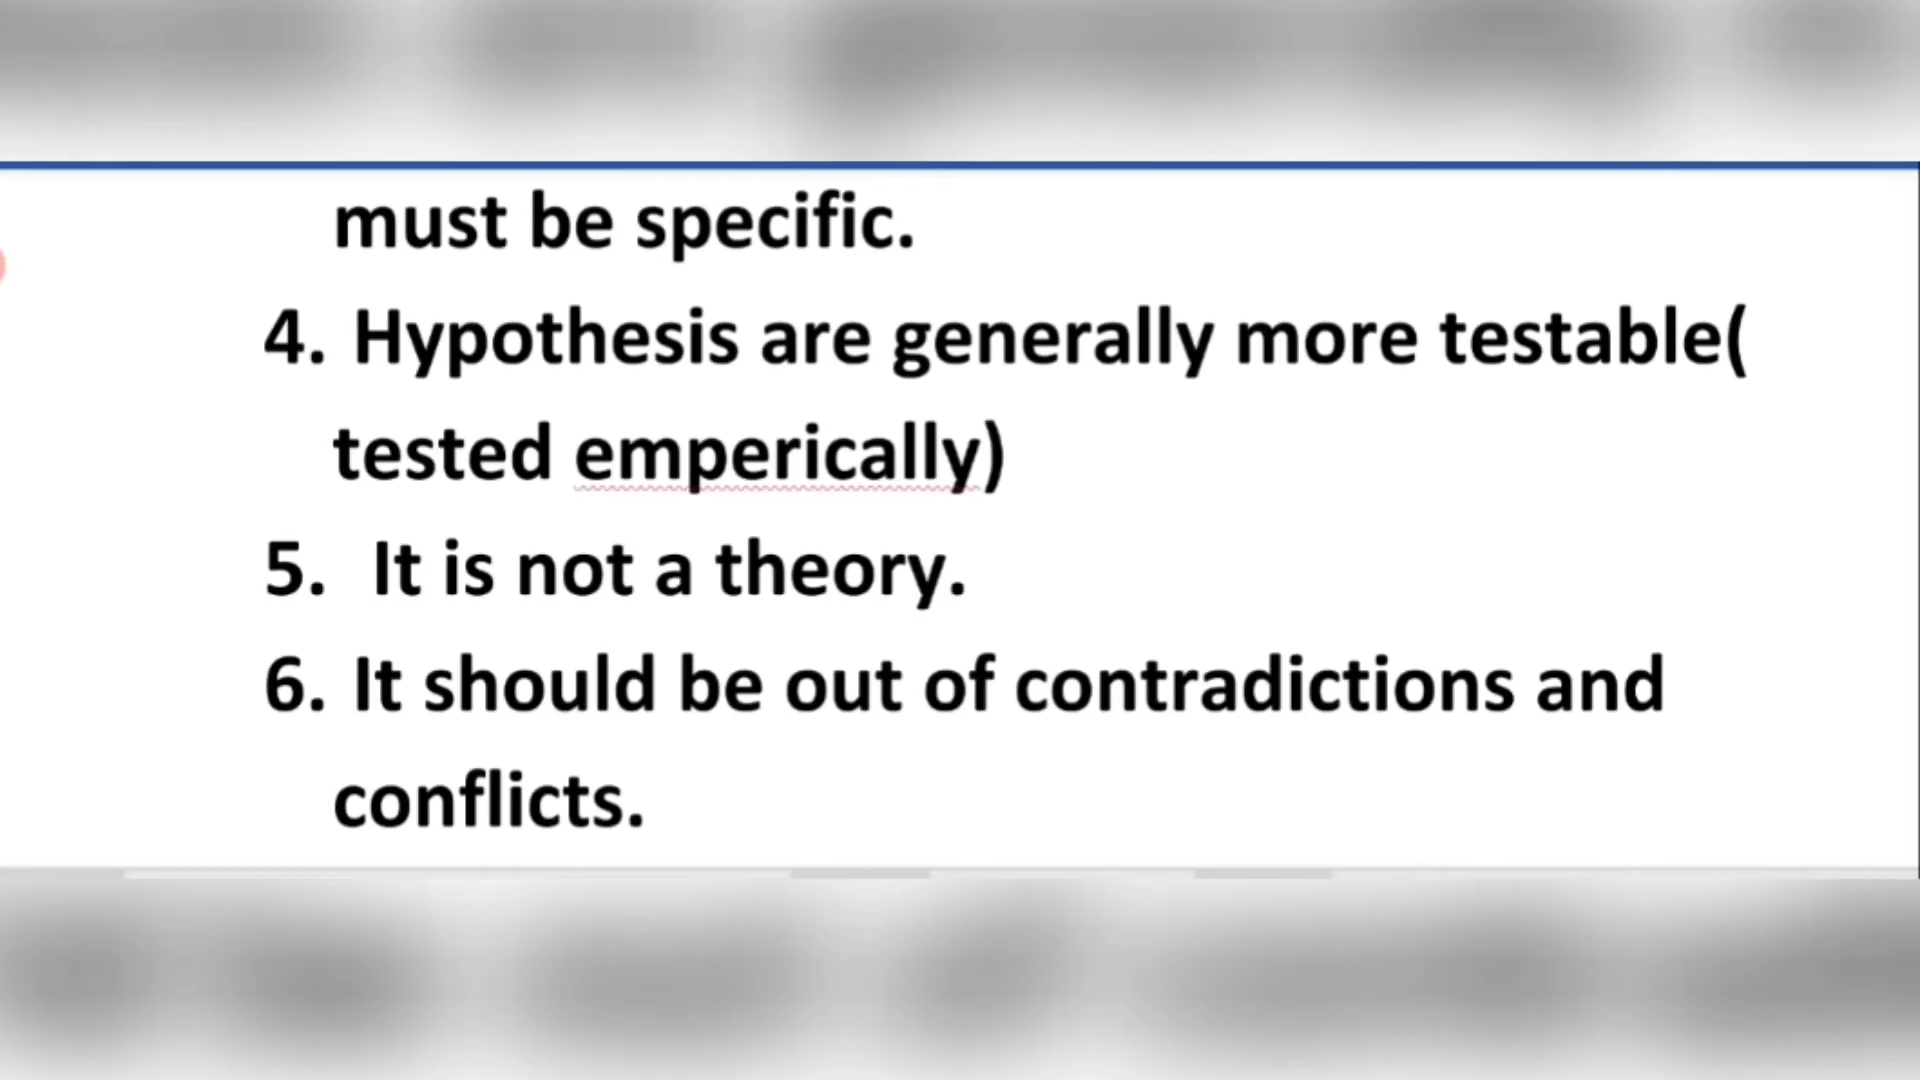 must be specific.
4. Hypothesis are generally more testable(
tested emperically)
5. It is not a theory.
6. It should be out of contradictions and
conflicts.